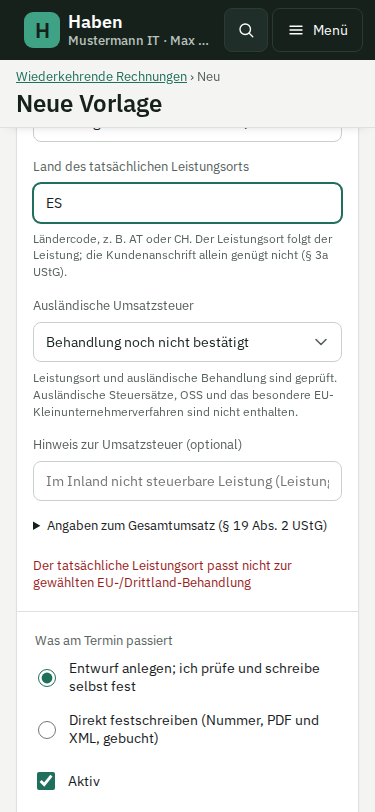 H
Haben
Mustermann IT · Max ...
Menü
Wiederkehrende Rechnungen › Neu
Neue Vorlage
Land des tatsächlichen Leistungsorts
ES
Ländercode, z. B. AT oder CH. Der Leistungsort folgt der
Leistung; die Kundenanschrift allein genügt nicht (§ 3a
UStG).
Ausländische Umsatzsteuer
Behandlung noch nicht bestätigt
Leistungsort und ausländische Behandlung sind geprüft.
Ausländische Steuersätze, OSS und das besondere EU-
Kleinunternehmerverfahren sind nicht enthalten.
Hinweis zur Umsatzsteuer (optional)
Im Inland nicht steuerbare Leistung (Leistung
Angaben zum Gesamtumsatz (§ 19 Abs. 2 UStG)
Der tatsächliche Leistungsort passt nicht zur
gewählten EU-/Drittland-Behandlung
Was am Termin passiert
Entwurf anlegen; ich prüfe und schreibe
selbst fest
Direkt festschreiben (Nummer, PDF und
XML, gebucht)
Aktiv